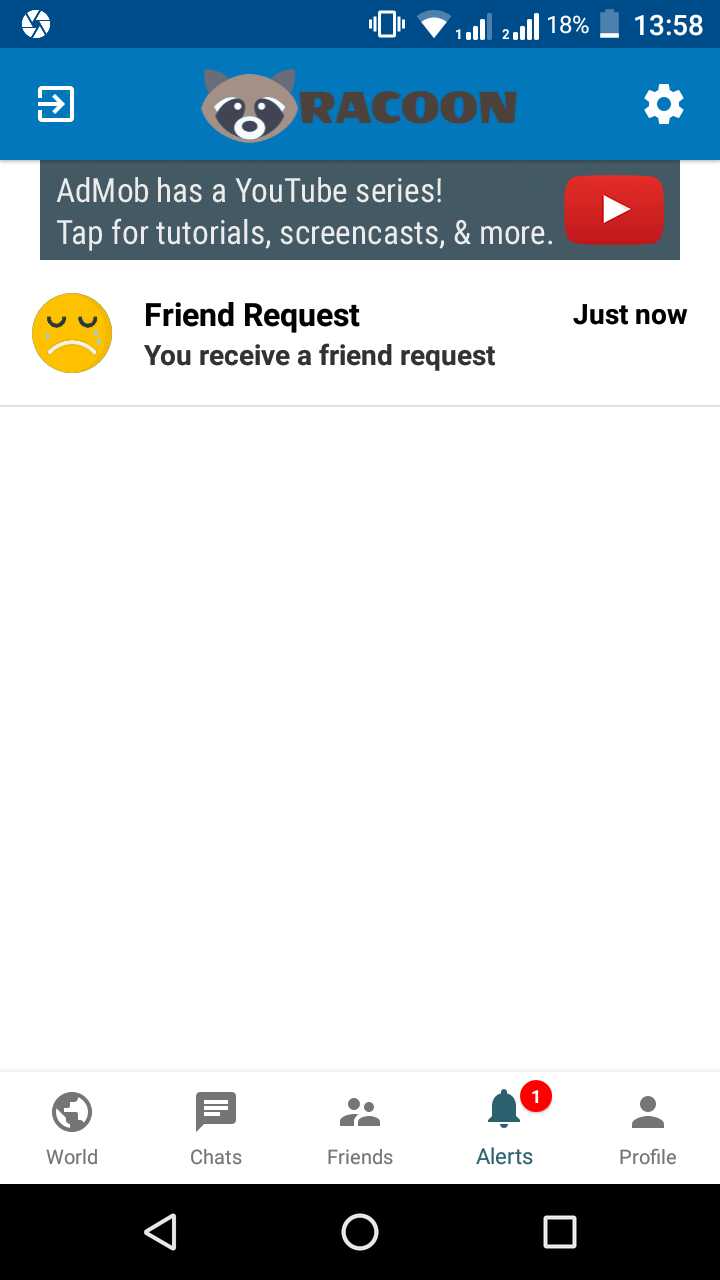 1 2 18% 13:58
RACOON
AdMob has a YouTube series!
Tap for tutorials, screencasts, & more.
Friend Request Just now
You receive a friend request
1
World Chats Friends Alerts Profile